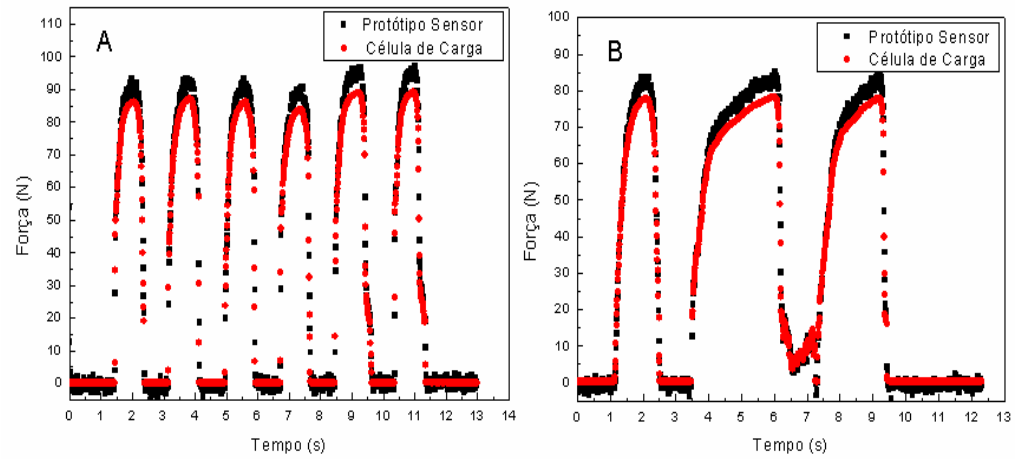 A
Protótipo Sensor
Célula de Carga
110
100
90
80
70
60
50
40
30
20
10
0
Força (N)
0 1 2 3 4 5 6 7 8 9 10 11 12 13 14
Tempo (s)
B
Protótipo Sensor
Célula de Carga
100
90
80
70
60
50
40
30
20
10
0
Força (N)
0 1 2 3 4 5 6 7 8 9 10 11 12 13
Tempo (s)